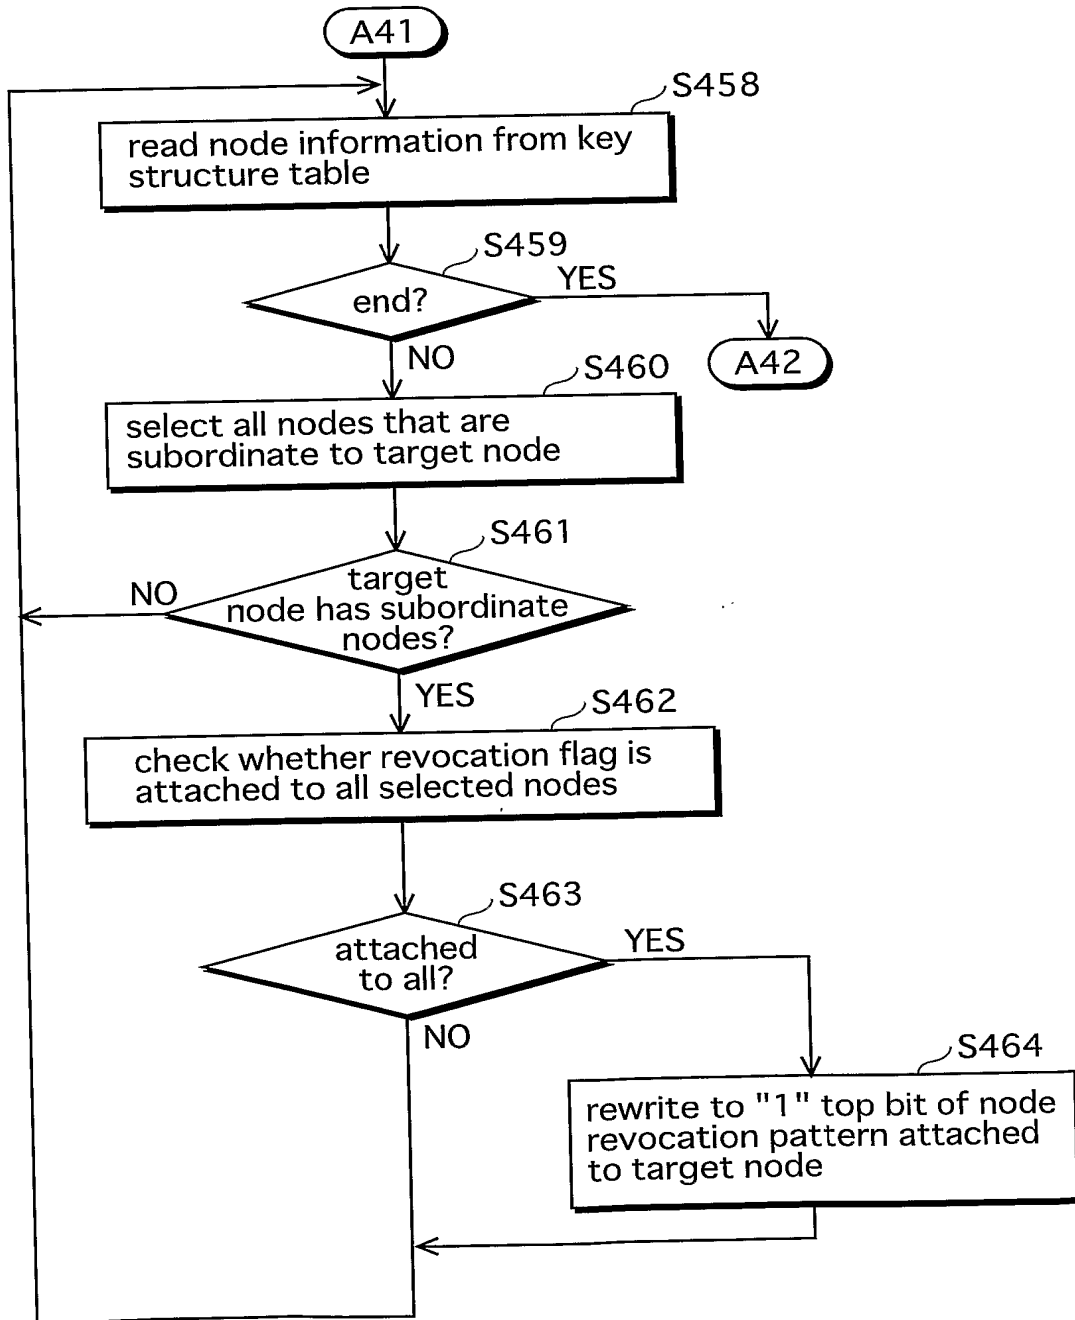 A41
S458
read node information from key
structure table
S459
end?
YES
NO
A42
S460
select all nodes that are
subordinate to target node
S461
target
node has subordinate
nodes?
NO
YES
S462
check whether revocation flag is
attached to all selected nodes
S463
attached
to all?
YES
NO
S464
rewrite to "1" top bit of node
revocation pattern attached
to target node